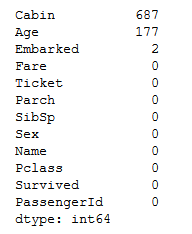 Cabin 687
Age 177
Embarked 2
Fare 0
Ticket 0
Parch 0
SibSp 0
Sex 0
Name 0
Pclass 0
Survived 0
PassengerId 0
dtype: int64